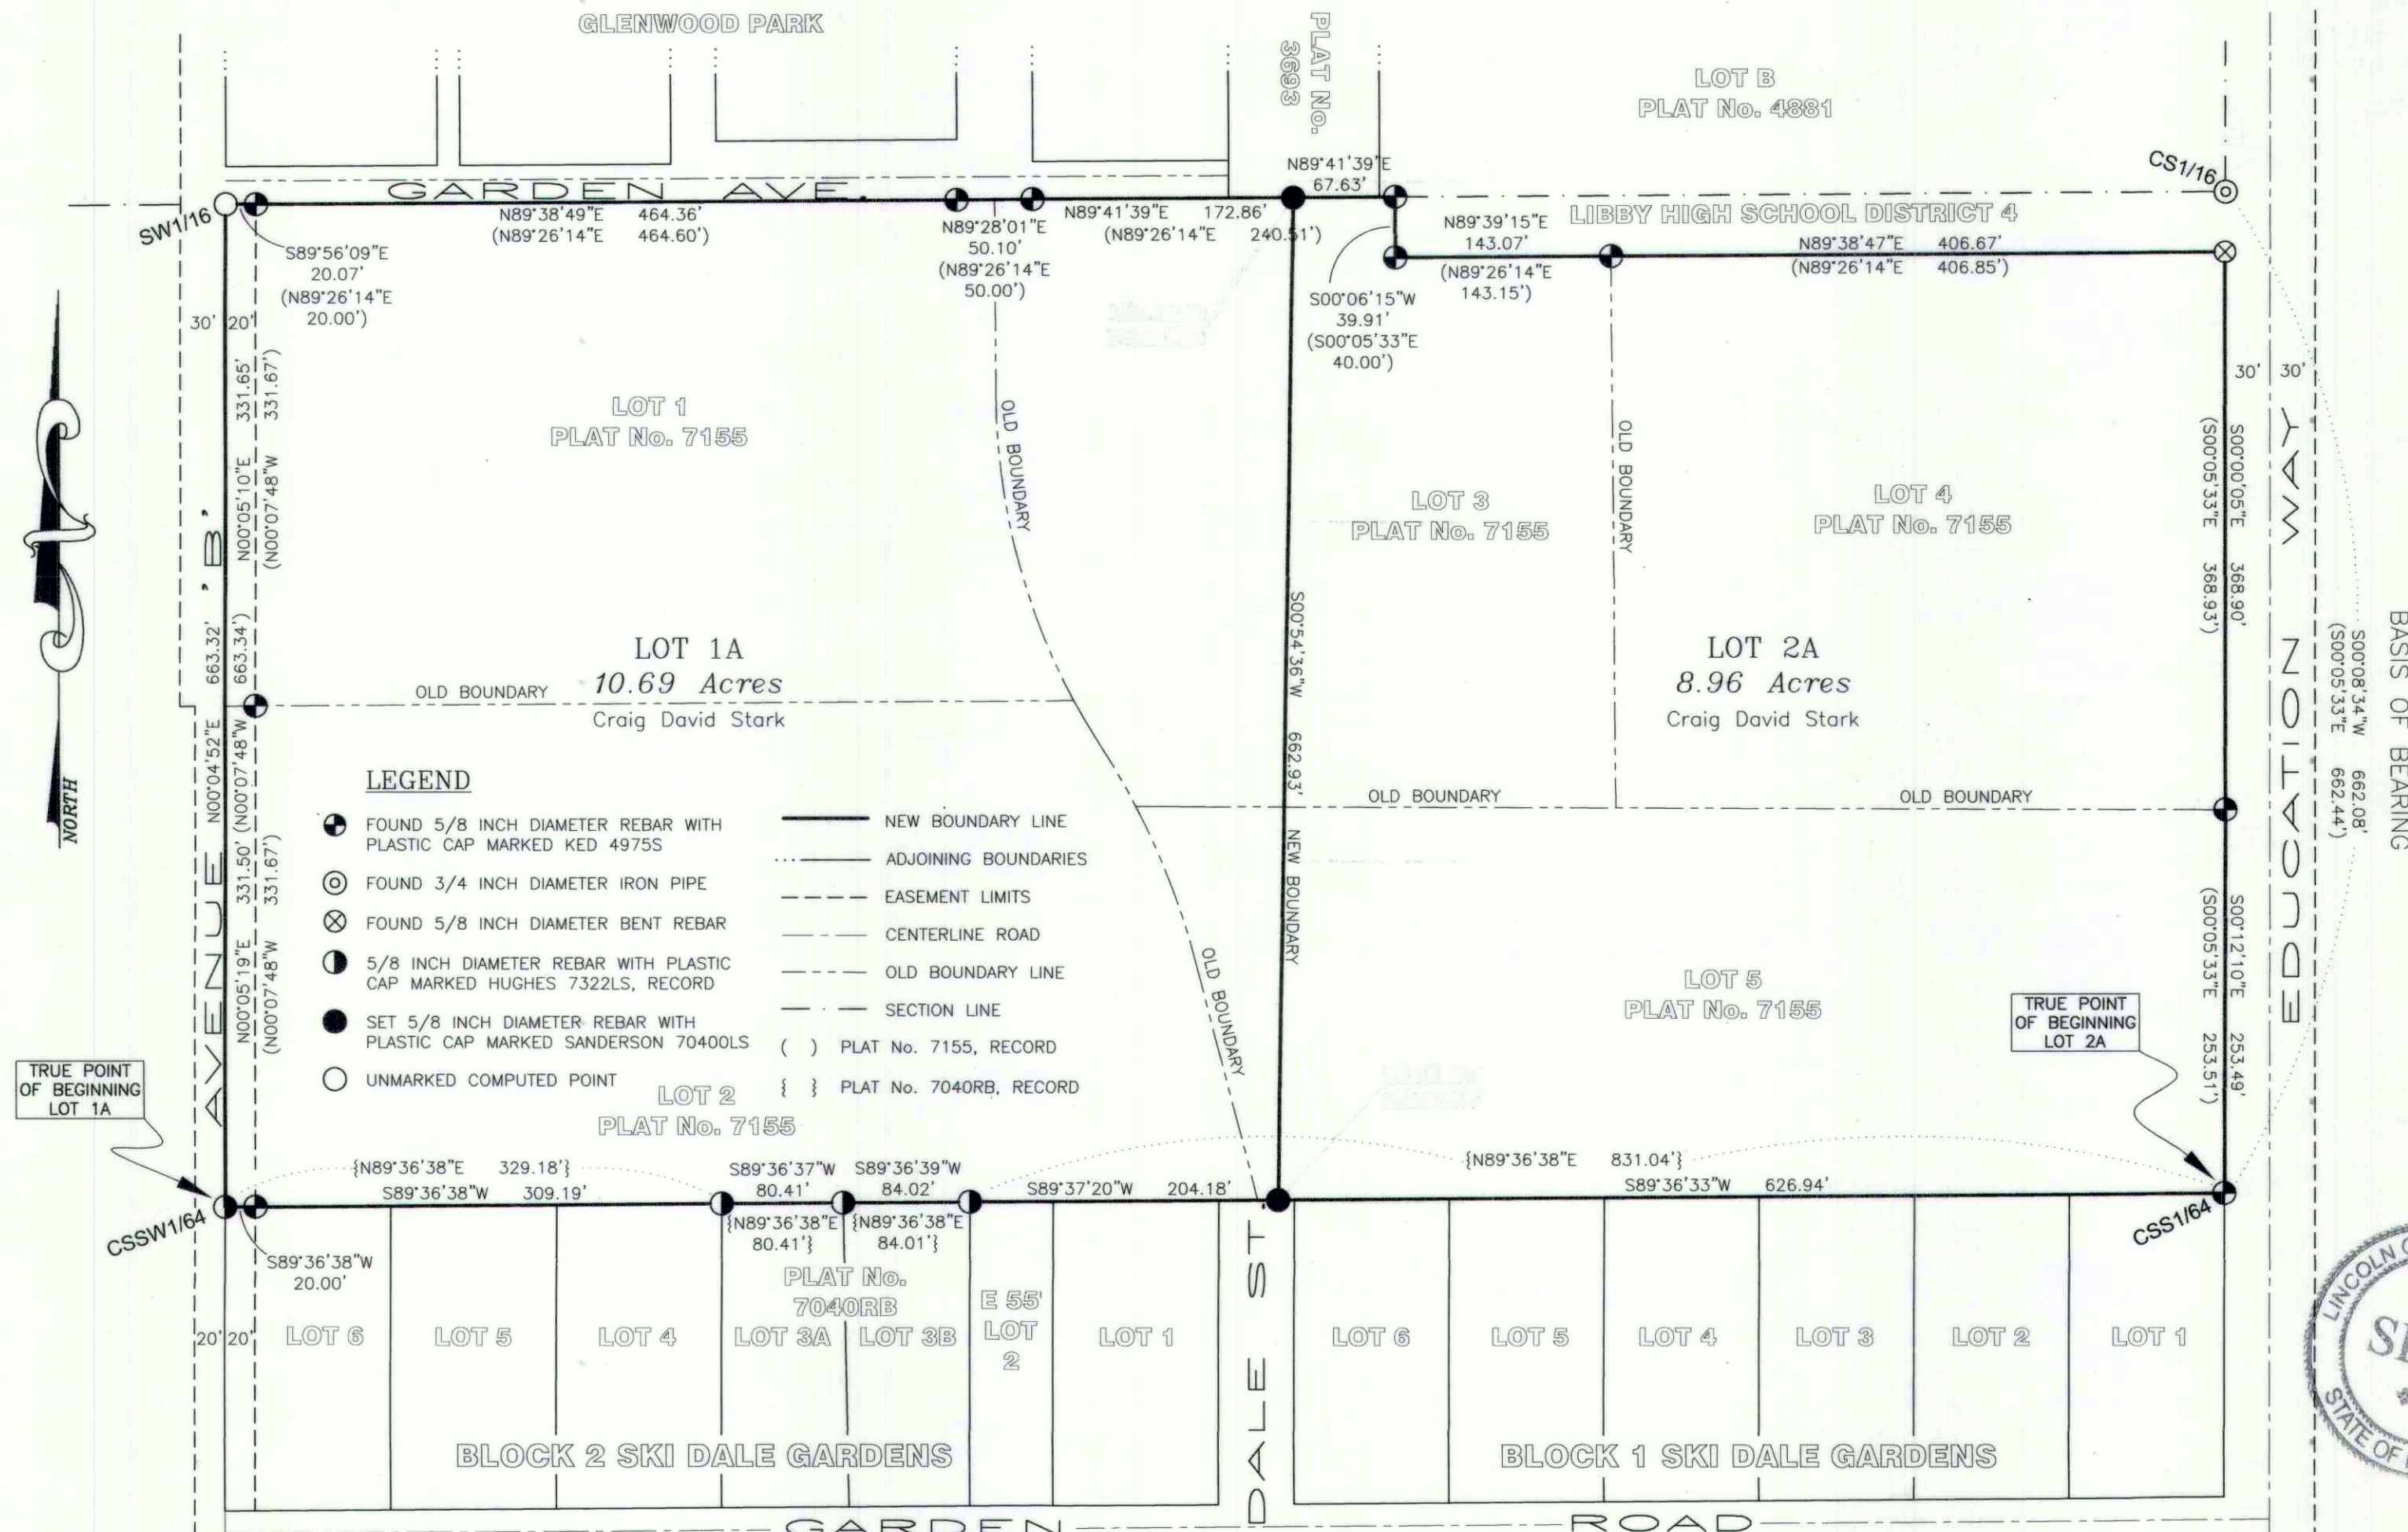 GLENWOOD PARK
PLAT No.
3693
LOT B
PLAT No. 4881
CS1/16
GARDEN AVE.
N89°41'39"E
67.63'
SW1/16
N89°38'49"E 464.36'
(N89°26'14"E 464.60')
N89°28'01"E
50.10'
(N89°26'14"E
50.00')
N89°41'39"E 172.86'
(N89°26'14"E 240.51')
N89°39'15"E
143.07'
(N89°26'14"E
143.15')
LIBBY HIGH SCHOOL DISTRICT 4
N89°38'47"E 406.67'
(N89°26'14"E 406.85')
S89°56'09"E
20.07'
(N89°26'14"E
20.00')
S00°06'15"W
39.91'
(S00°05'33"E
40.00')
30' 20'
30' 30'
N00°05'10"E 331.65'
(N00°07'48"W 331.67')
LOT 1
PLAT No. 7155
OLD BOUNDARY
LOT 3
PLAT No. 7155
OLD BOUNDARY
LOT 4
PLAT No. 7155
S00°00'05"E 368.90'
(S00°05'33"E 368.93')
EDUCATION WAY
BASIS OF BEARING
S00°08'34"W 662.08'
(S00°05'33"E 662.44')
AVENUE "B"
N00°04'52"E 663.32'
(N00°07'48"W 663.34')
S00°54'36"W 662.93'
NEW BOUNDARY
LOT 1A
10.69 Acres
Craig David Stark
OLD BOUNDARY
LOT 2A
8.96 Acres
Craig David Stark
NORTH
OLD BOUNDARY
OLD BOUNDARY
LEGEND
FOUND 5/8 INCH DIAMETER REBAR WITH
PLASTIC CAP MARKED KED 4975S
FOUND 3/4 INCH DIAMETER IRON PIPE
FOUND 5/8 INCH DIAMETER BENT REBAR
5/8 INCH DIAMETER REBAR WITH PLASTIC
CAP MARKED HUGHES 7322LS, RECORD
SET 5/8 INCH DIAMETER REBAR WITH
PLASTIC CAP MARKED SANDERSON 70400LS
UNMARKED COMPUTED POINT
NEW BOUNDARY LINE
ADJOINING BOUNDARIES
EASEMENT LIMITS
CENTERLINE ROAD
OLD BOUNDARY LINE
SECTION LINE
( ) PLAT No. 7155, RECORD
{ } PLAT No. 7040RB, RECORD
N00°05'19"E 331.50'
(N00°07'48"W 331.67')
OLD BOUNDARY
LOT 5
PLAT No. 7155
S00°12'10"E 253.49'
(S00°05'33"E 253.51')
TRUE POINT
OF BEGINNING
LOT 2A
TRUE POINT
OF BEGINNING
LOT 1A
LOT 2
PLAT No. 7155
{N89°36'38"E 329.18'}
S89°36'38"W 309.19'
S89°36'37"W
80.41'
{N89°36'38"E
80.41'}
S89°36'39"W
84.02'
{N89°36'38"E
84.01'}
S89°37'20"W 204.18'
{N89°36'38"E 831.04'}
S89°36'33"W 626.94'
CSSW1/64
CSS1/64
S89°36'38"W
20.00'
20' 20'
LOT 6
LOT 5
LOT 4
PLAT No.
7040RB
LOT 3A
LOT 3B
E 55'
LOT
2
LOT 1
DALE ST.
LOT 6
LOT 5
LOT 4
LOT 3
LOT 2
LOT 1
BLOCK 2 SKI DALE GARDENS
BLOCK 1 SKI DALE GARDENS
GARDEN ROAD
LINCOLN
STATE OF